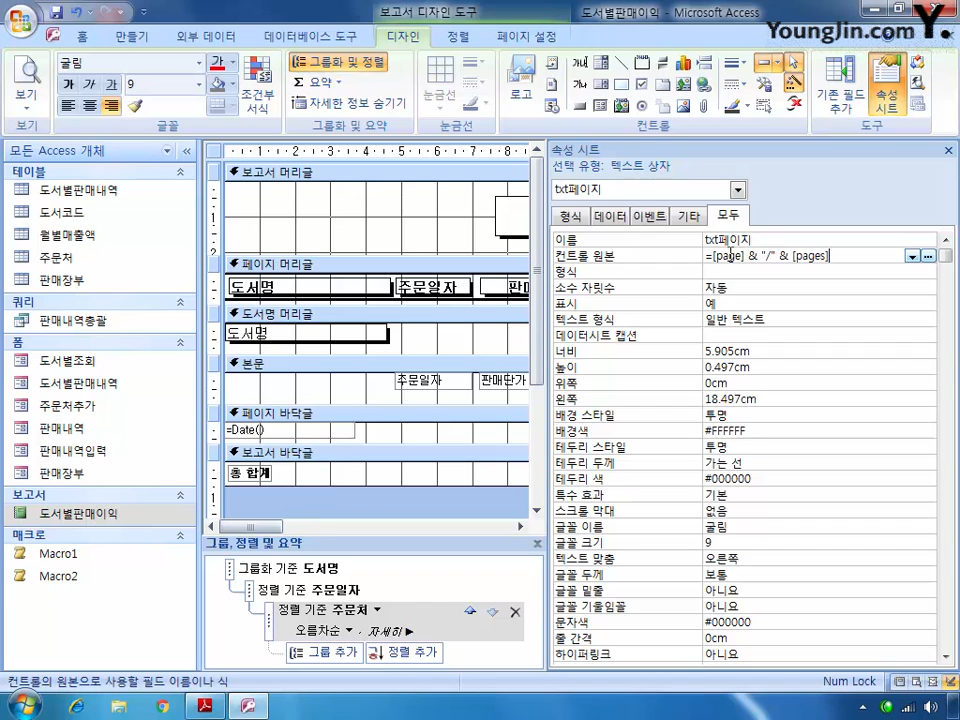 보고서 디자인 도구
도서별판매이익 - Microsoft Access
YoungJin.com Y.
홈
만들기
외부 데이터
데이터베이스 도구
디자인
정렬
페이지 설정
보기
보기
굴림
가
9
가 가 가
조건부
서식
글꼴
그룹화 및 정렬
Σ 요약
자세한 정보 숨기기
그룹화 및 요약
눈금선
눈금선
로고
컨트롤
기존 필드
추가
속성
시트
도구
모든 Access 개체
테이블
도서별판매내역
도서코드
월별매출액
주문처
판매장부
쿼리
판매내역총괄
폼
도서별조회
도서별판매내역
주문처추가
판매내역
판매내역입력
판매장부
보고서
도서별판매이익
매크로
Macro1
Macro2
1 2 3 4 5 6 7 8
보고서 머리글
페이지 머리글
도서명 주문일자
도서명 머리글
도서명
본문
주문일자 판매단가
페이지 바닥글
=Date()
보고서 바닥글
총 합계
그룹, 정렬 및 요약
그룹화 기준 도서명
정렬 기준 주문일자
정렬 기준 주문처
오름차순 , 자세히
그룹 추가 정렬 추가
속성 시트
선택 유형: 텍스트 상자
txt페이지
형식 데이터 이벤트 기타 모두
이름 txt페이지
컨트롤 원본 =[page] & "/" & [pages]
형식
소수 자릿수 자동
표시 예
텍스트 형식 일반 텍스트
데이터시트 캡션
너비 5.905cm
높이 0.497cm
위쪽 0cm
왼쪽 18.497cm
배경 스타일 투명
배경색 #FFFFFF
테두리 스타일 투명
테두리 두께 가는 선
테두리 색 #000000
특수 효과 기본
스크롤 막대 없음
글꼴 이름 굴림
글꼴 크기 9
텍스트 맞춤 오른쪽
글꼴 두께 보통
글꼴 밑줄 아니요
글꼴 기울임꼴 아니요
문자색 #000000
줄 간격 0cm
하이퍼링크 아니요
컨트롤의 원본으로 사용할 필드 이름이나 식
Num Lock